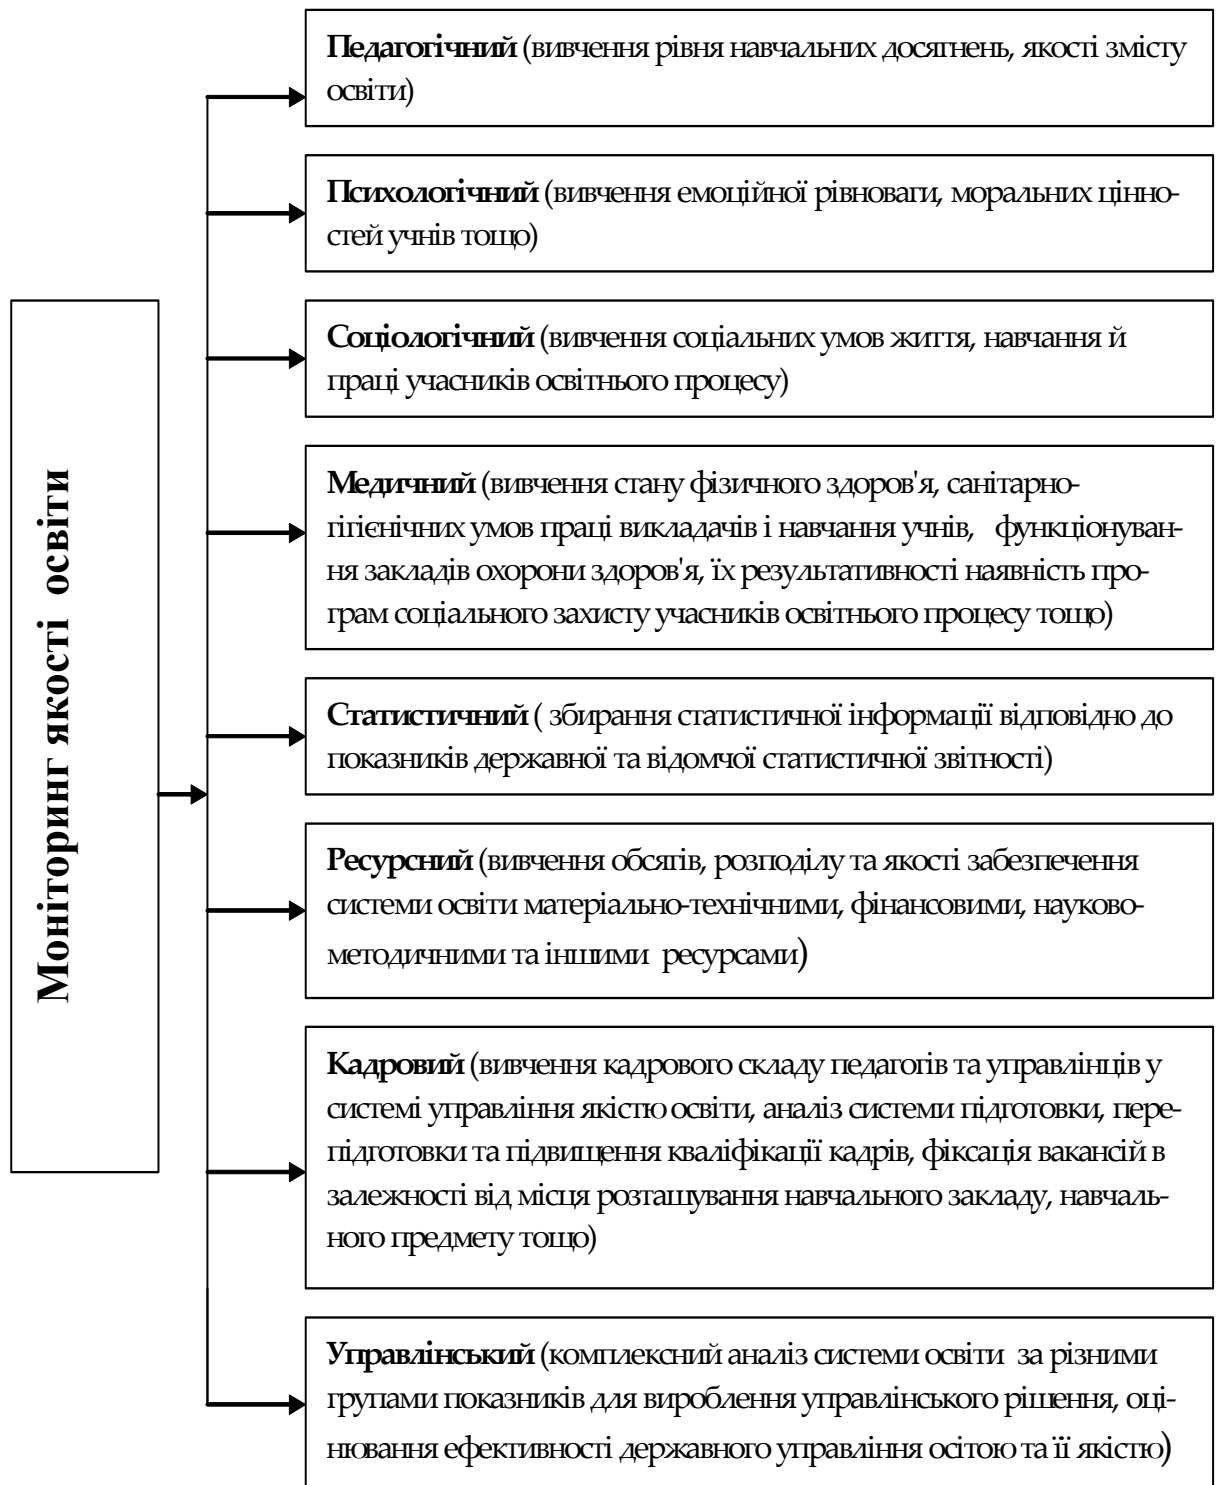 Моніторинг якості освіти
Педагогічний (вивчення рівня навчальних досягнень, якості змісту
освіти)
Психологічний (вивчення емоційної рівноваги, моральних цінно-
стей учнів тощо)
Соціологічний (вивчення соціальних умов життя, навчання й
праці учасників освітнього процесу)
Медичний (вивчення стану фізичного здоров'я, санітарно-
гігієнічних умов праці викладачів і навчання учнів, функціонуван-
ня закладів охорони здоров'я, їх результативності наявність про-
грам соціального захисту учасників освітнього процесу тощо)
Статистичний ( збирання статистичної інформації відповідно до
показників державної та відомчої статистичної звітності)
Ресурсний (вивчення обсягів, розподілу та якості забезпечення
системи освіти матеріально-технічними, фінансовими, науково-
методичними та іншими ресурсами)
Кадровий (вивчення кадрового складу педагогів та управлінців у
системі управління якістю освіти, аналіз системи підготовки, пере-
підготовки та підвищення кваліфікації кадрів, фіксація вакансій в
залежності від місця розташування навчального закладу, навчаль-
ного предмету тощо)
Управлінський (комплексний аналіз системи освіти за різними
групами показників для вироблення управлінського рішення, оці-
нювання ефективності державного управління осітою та її якістю)